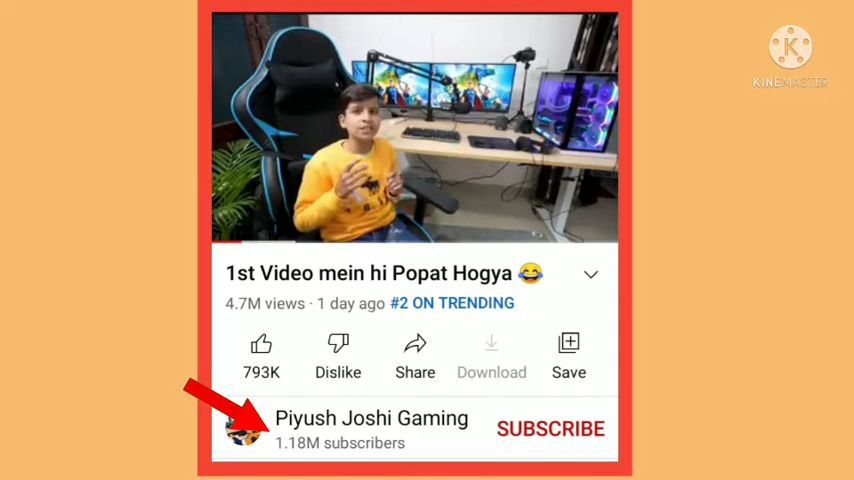 K
KINEMASTER
1st Video mein hi Popat Hogya 😂
4.7M views · 1 day ago #2 ON TRENDING
793K Dislike Share Download Save
Piyush Joshi Gaming
1.18M subscribers
SUBSCRIBE